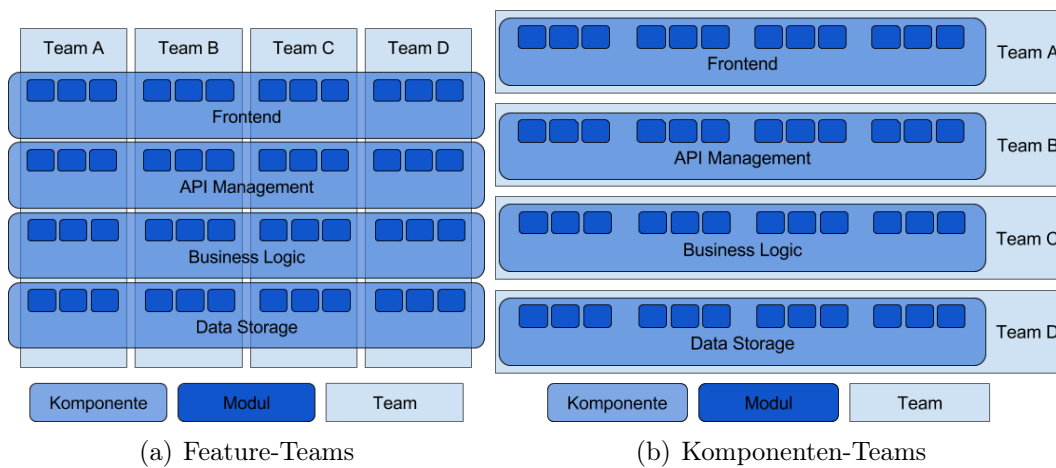 Team A Team B Team C Team D
Frontend
API Management
Business Logic
Data Storage
Komponente Modul Team
(a) Feature-Teams
Frontend
Team A
API Management
Team B
Business Logic
Team C
Data Storage
Team D
Komponente Modul Team
(b) Komponenten-Teams